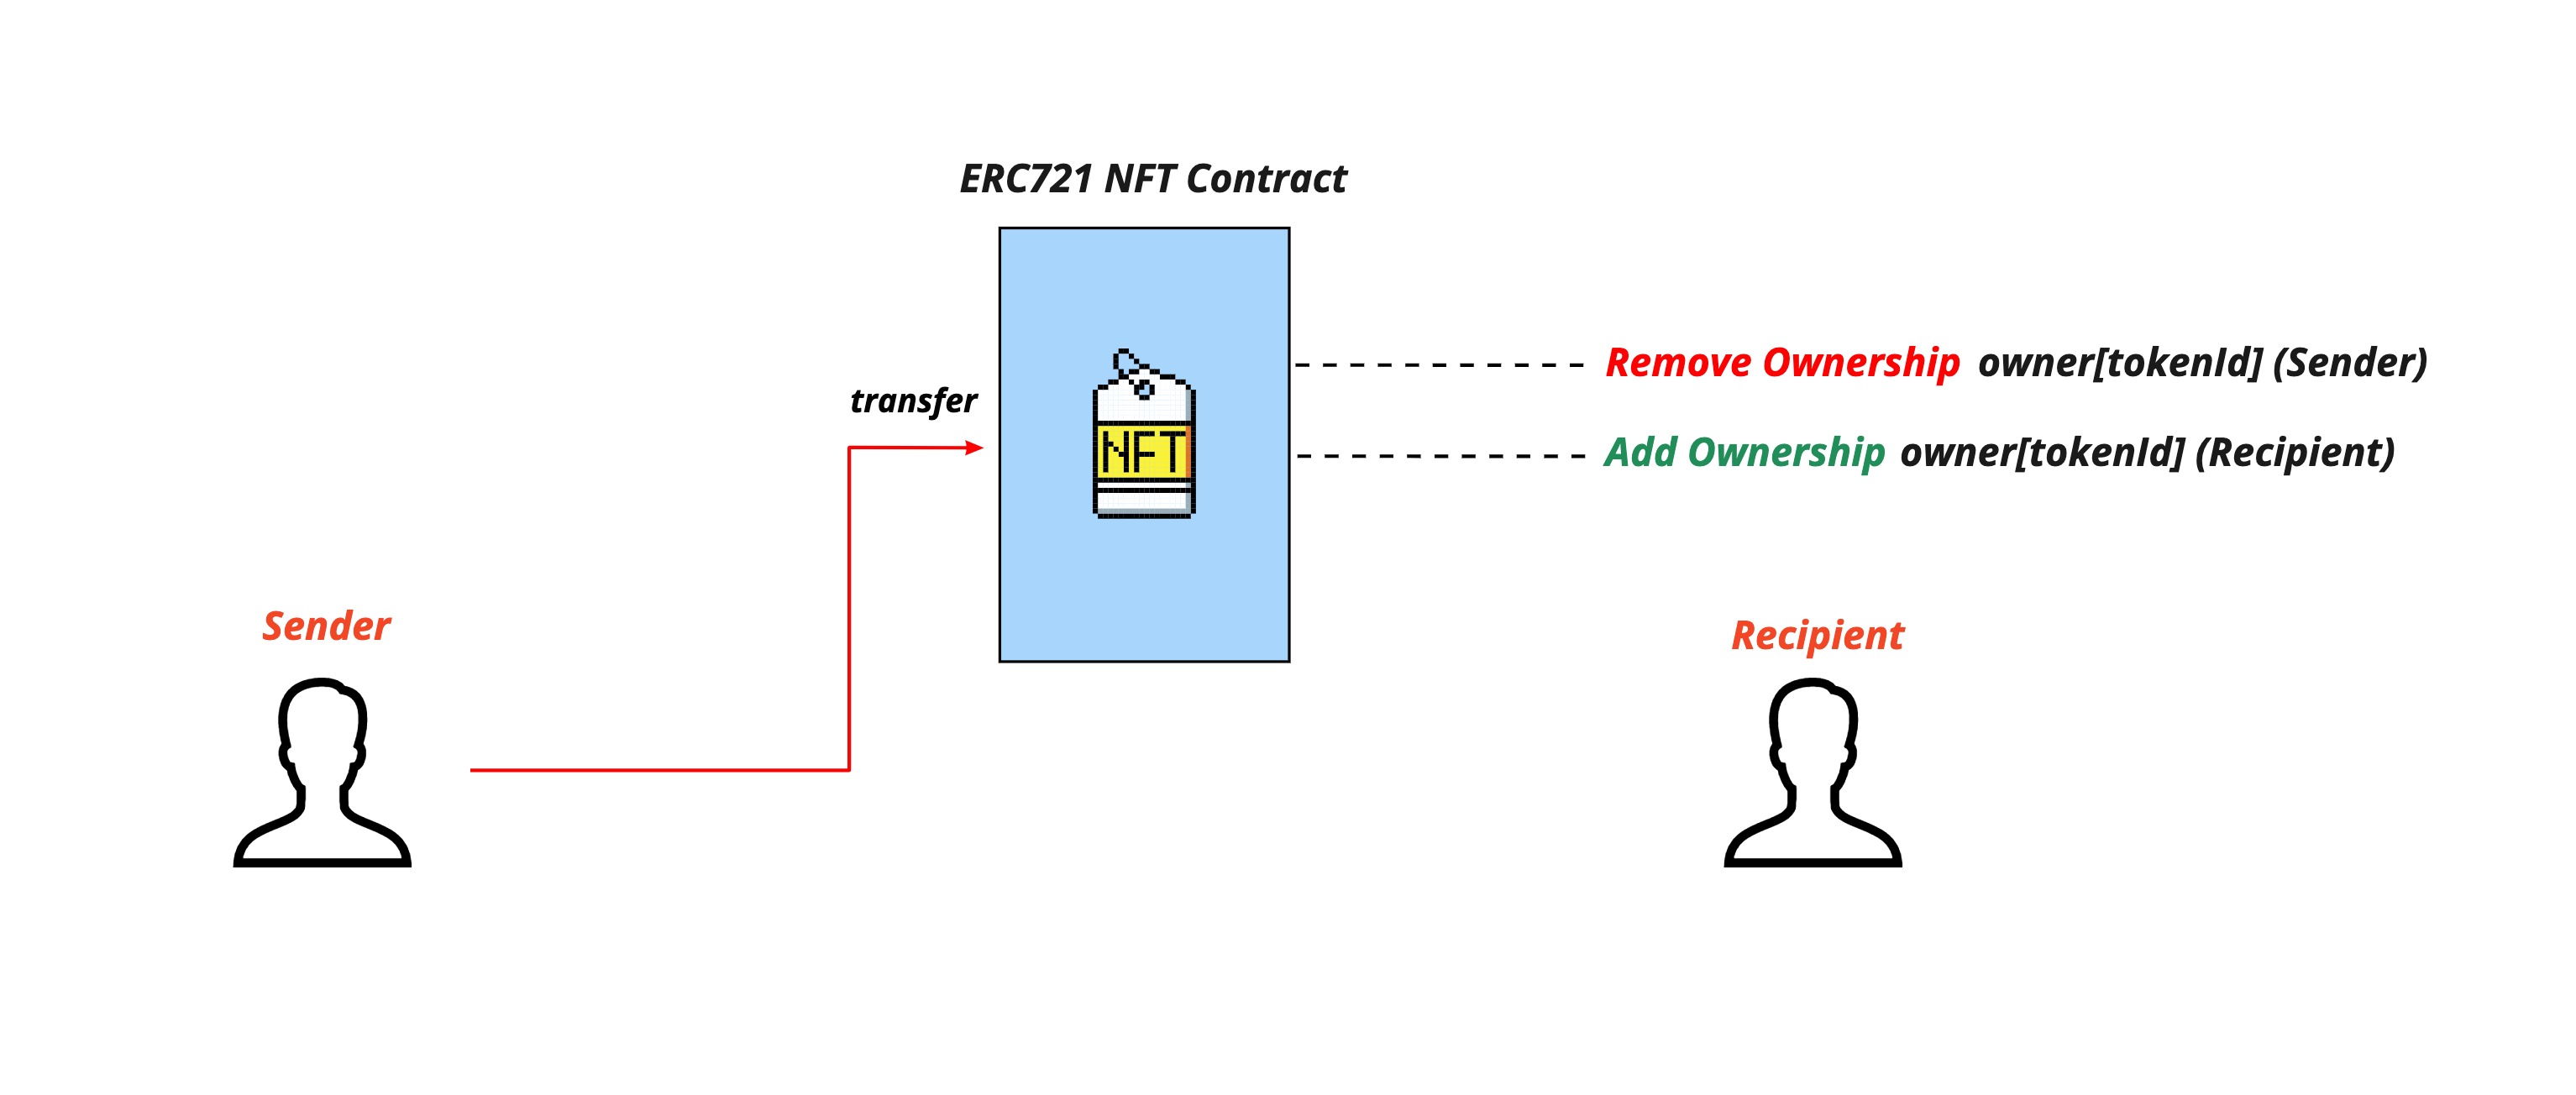 ERC721 NFT Contract
Remove Ownership owner[tokenId] (Sender)
transfer
NFT
Add Ownership owner[tokenId] (Recipient)
Sender
Recipient